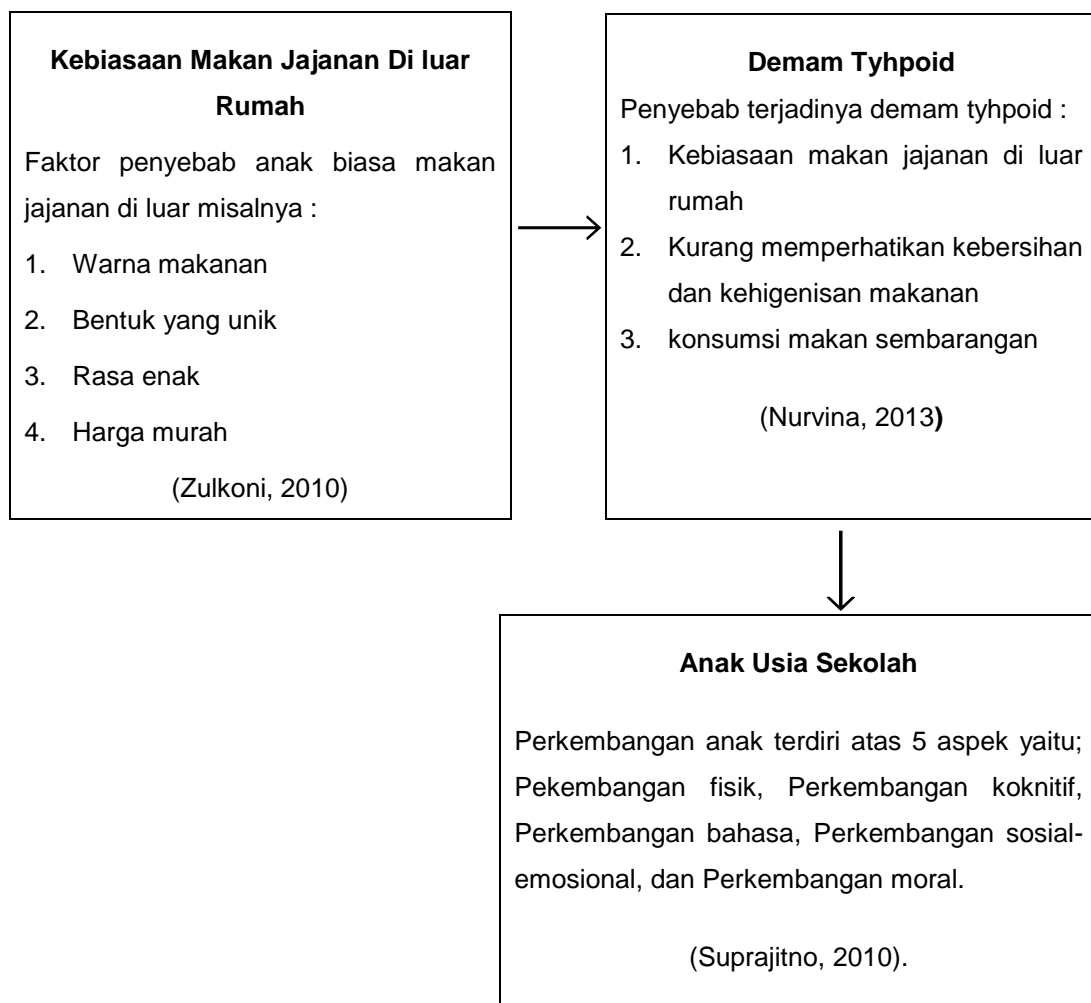 Kebiasaan Makan Jajanan Di luar
Rumah
Faktor penyebab anak biasa makan
jajanan di luar misalnya :
1. Warna makanan
2. Bentuk yang unik
3. Rasa enak
4. Harga murah
(Zulkoni, 2010)
Demam Tyhpoid
Penyebab terjadinya demam tyhpoid :
1. Kebiasaan makan jajanan di luar
rumah
2. Kurang memperhatikan kebersihan
dan kehigenisan makanan
3. konsumsi makan sembarangan
(Nurvina, 2013)
Anak Usia Sekolah
Perkembangan anak terdiri atas 5 aspek yaitu;
Pekembangan fisik, Perkembangan koknitif,
Perkembangan bahasa, Perkembangan sosial-
emosional, dan Perkembangan moral.
(Suprajitno, 2010).